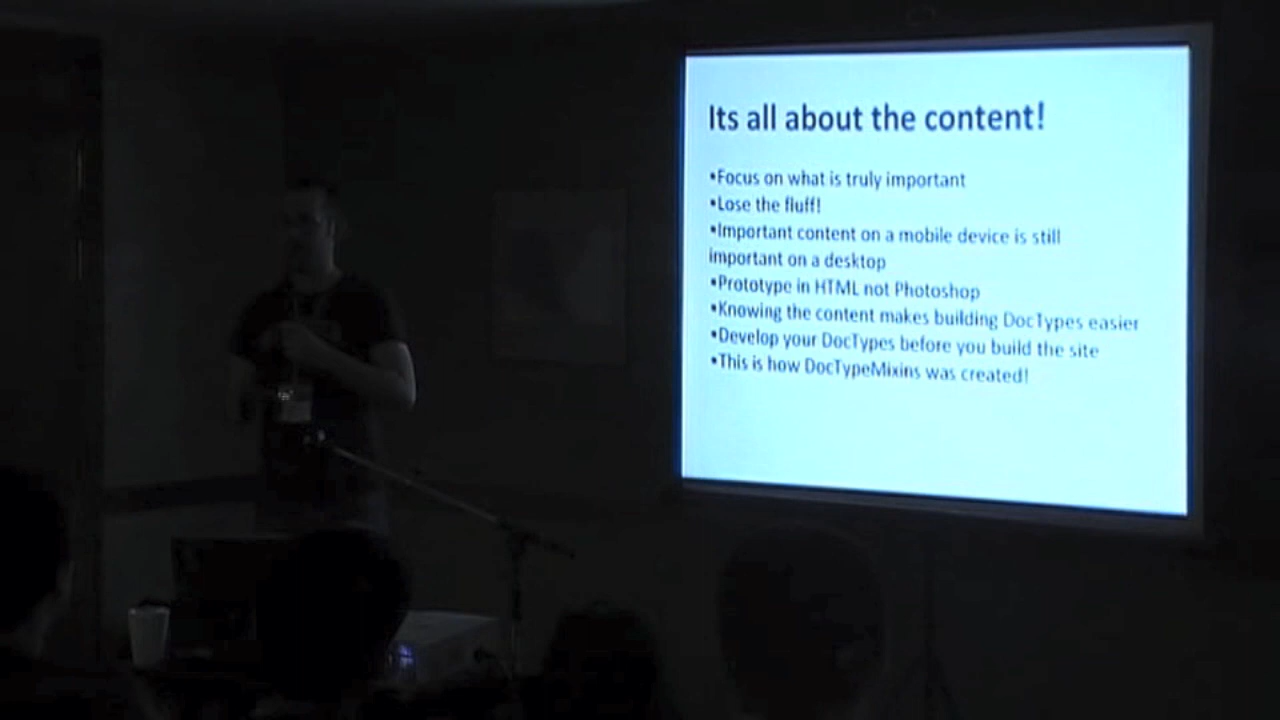 Its all about the content!
•Focus on what is truly important
•Lose the fluff!
•Important content on a mobile device is still
important on a desktop
•Prototype in HTML not Photoshop
•Knowing the content makes building DocTypes easier
•Develop your DocTypes before you build the site
•This is how DocTypeMixins was created!